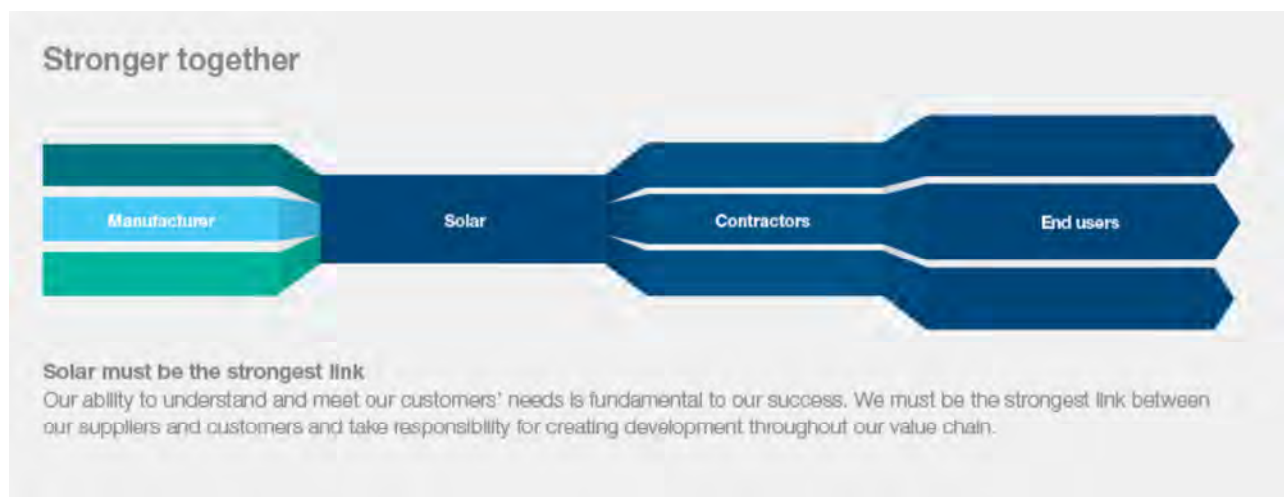 Stronger together
Manufacturer
Solar
Contractors
End users
Solar must be the strongest link
Our ability to understand and meet our customers' needs is fundamental to our success. We must be the strongest link between
our suppliers and customers and take responsibility for creating development throughout our value chain.